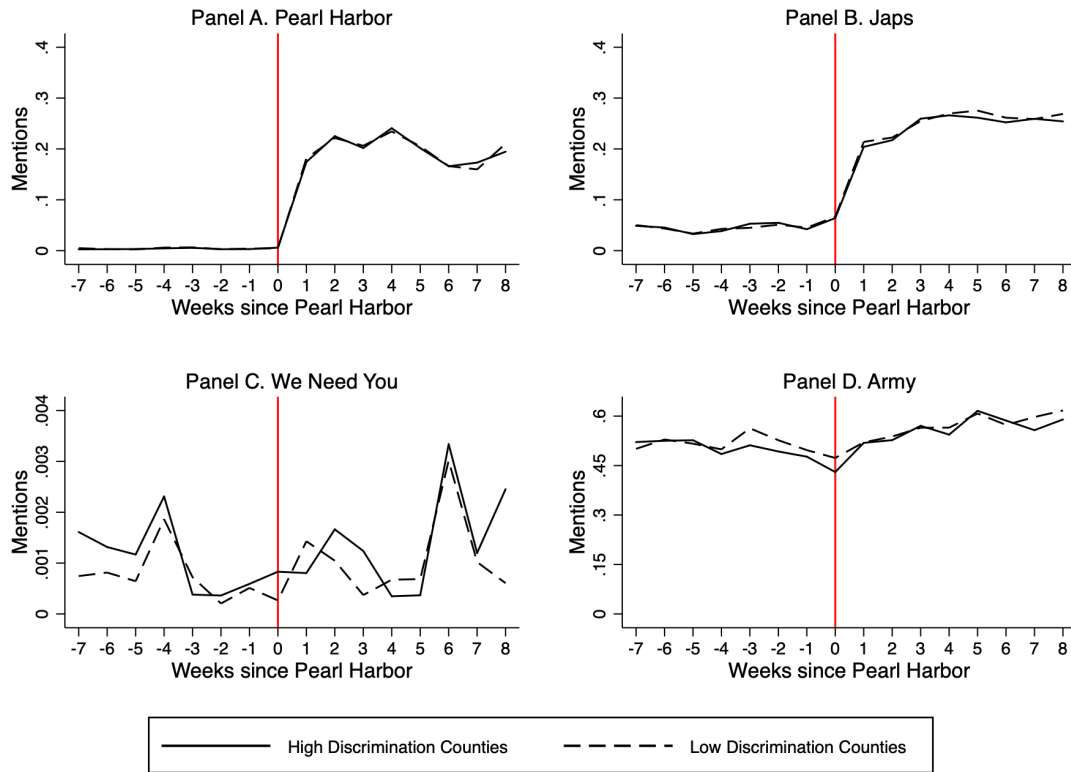 Panel A. Pearl Harbor
Mentions
.4
.3
.2
.1
0
-7 -6 -5 -4 -3 -2 -1 0 1 2 3 4 5 6 7 8
Weeks since Pearl Harbor
Panel B. Japs
Mentions
.4
.3
.2
.1
0
-7 -6 -5 -4 -3 -2 -1 0 1 2 3 4 5 6 7 8
Weeks since Pearl Harbor
Panel C. We Need You
Mentions
.004
.003
.002
.001
0
-7 -6 -5 -4 -3 -2 -1 0 1 2 3 4 5 6 7 8
Weeks since Pearl Harbor
Panel D. Army
Mentions
.6
.45
.3
.15
0
-7 -6 -5 -4 -3 -2 -1 0 1 2 3 4 5 6 7 8
Weeks since Pearl Harbor
High Discrimination Counties
Low Discrimination Counties